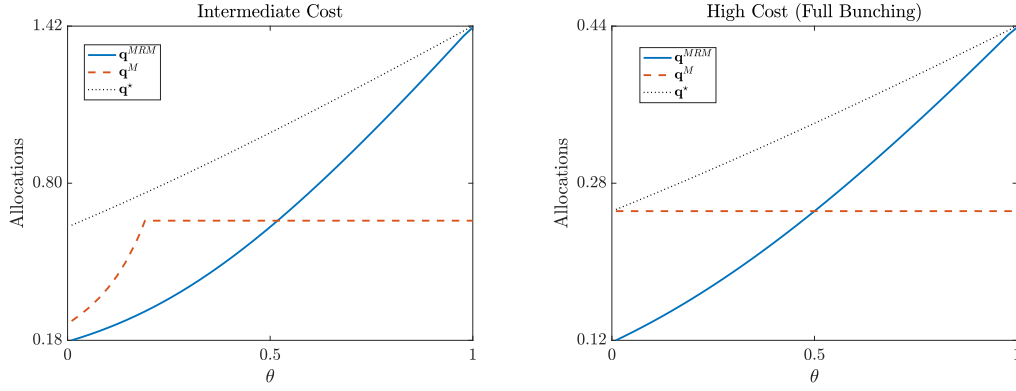 Intermediate Cost
1.42
0.80
0.18
Allocations
q^MRM
q^M
q^⋆
0
0.5
1
θ
High Cost (Full Bunching)
0.44
0.28
0.12
Allocations
q^MRM
q^M
q^⋆
0
0.5
1
θ